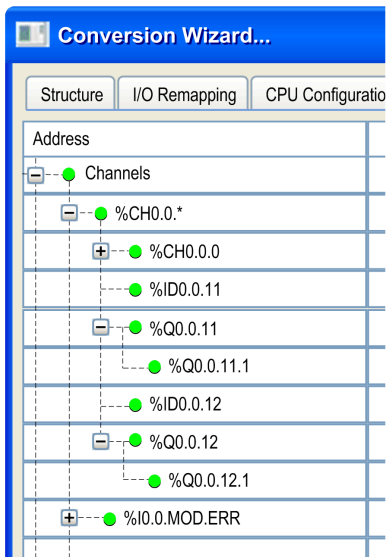 Conversion Wizard...
Structure I/O Remapping CPU Configuratio
Address
Channels
%CH0.0.*
%CH0.0.0
%ID0.0.11
%Q0.0.11
%Q0.0.11.1
%ID0.0.12
%Q0.0.12
%Q0.0.12.1
%I0.0.MOD.ERR